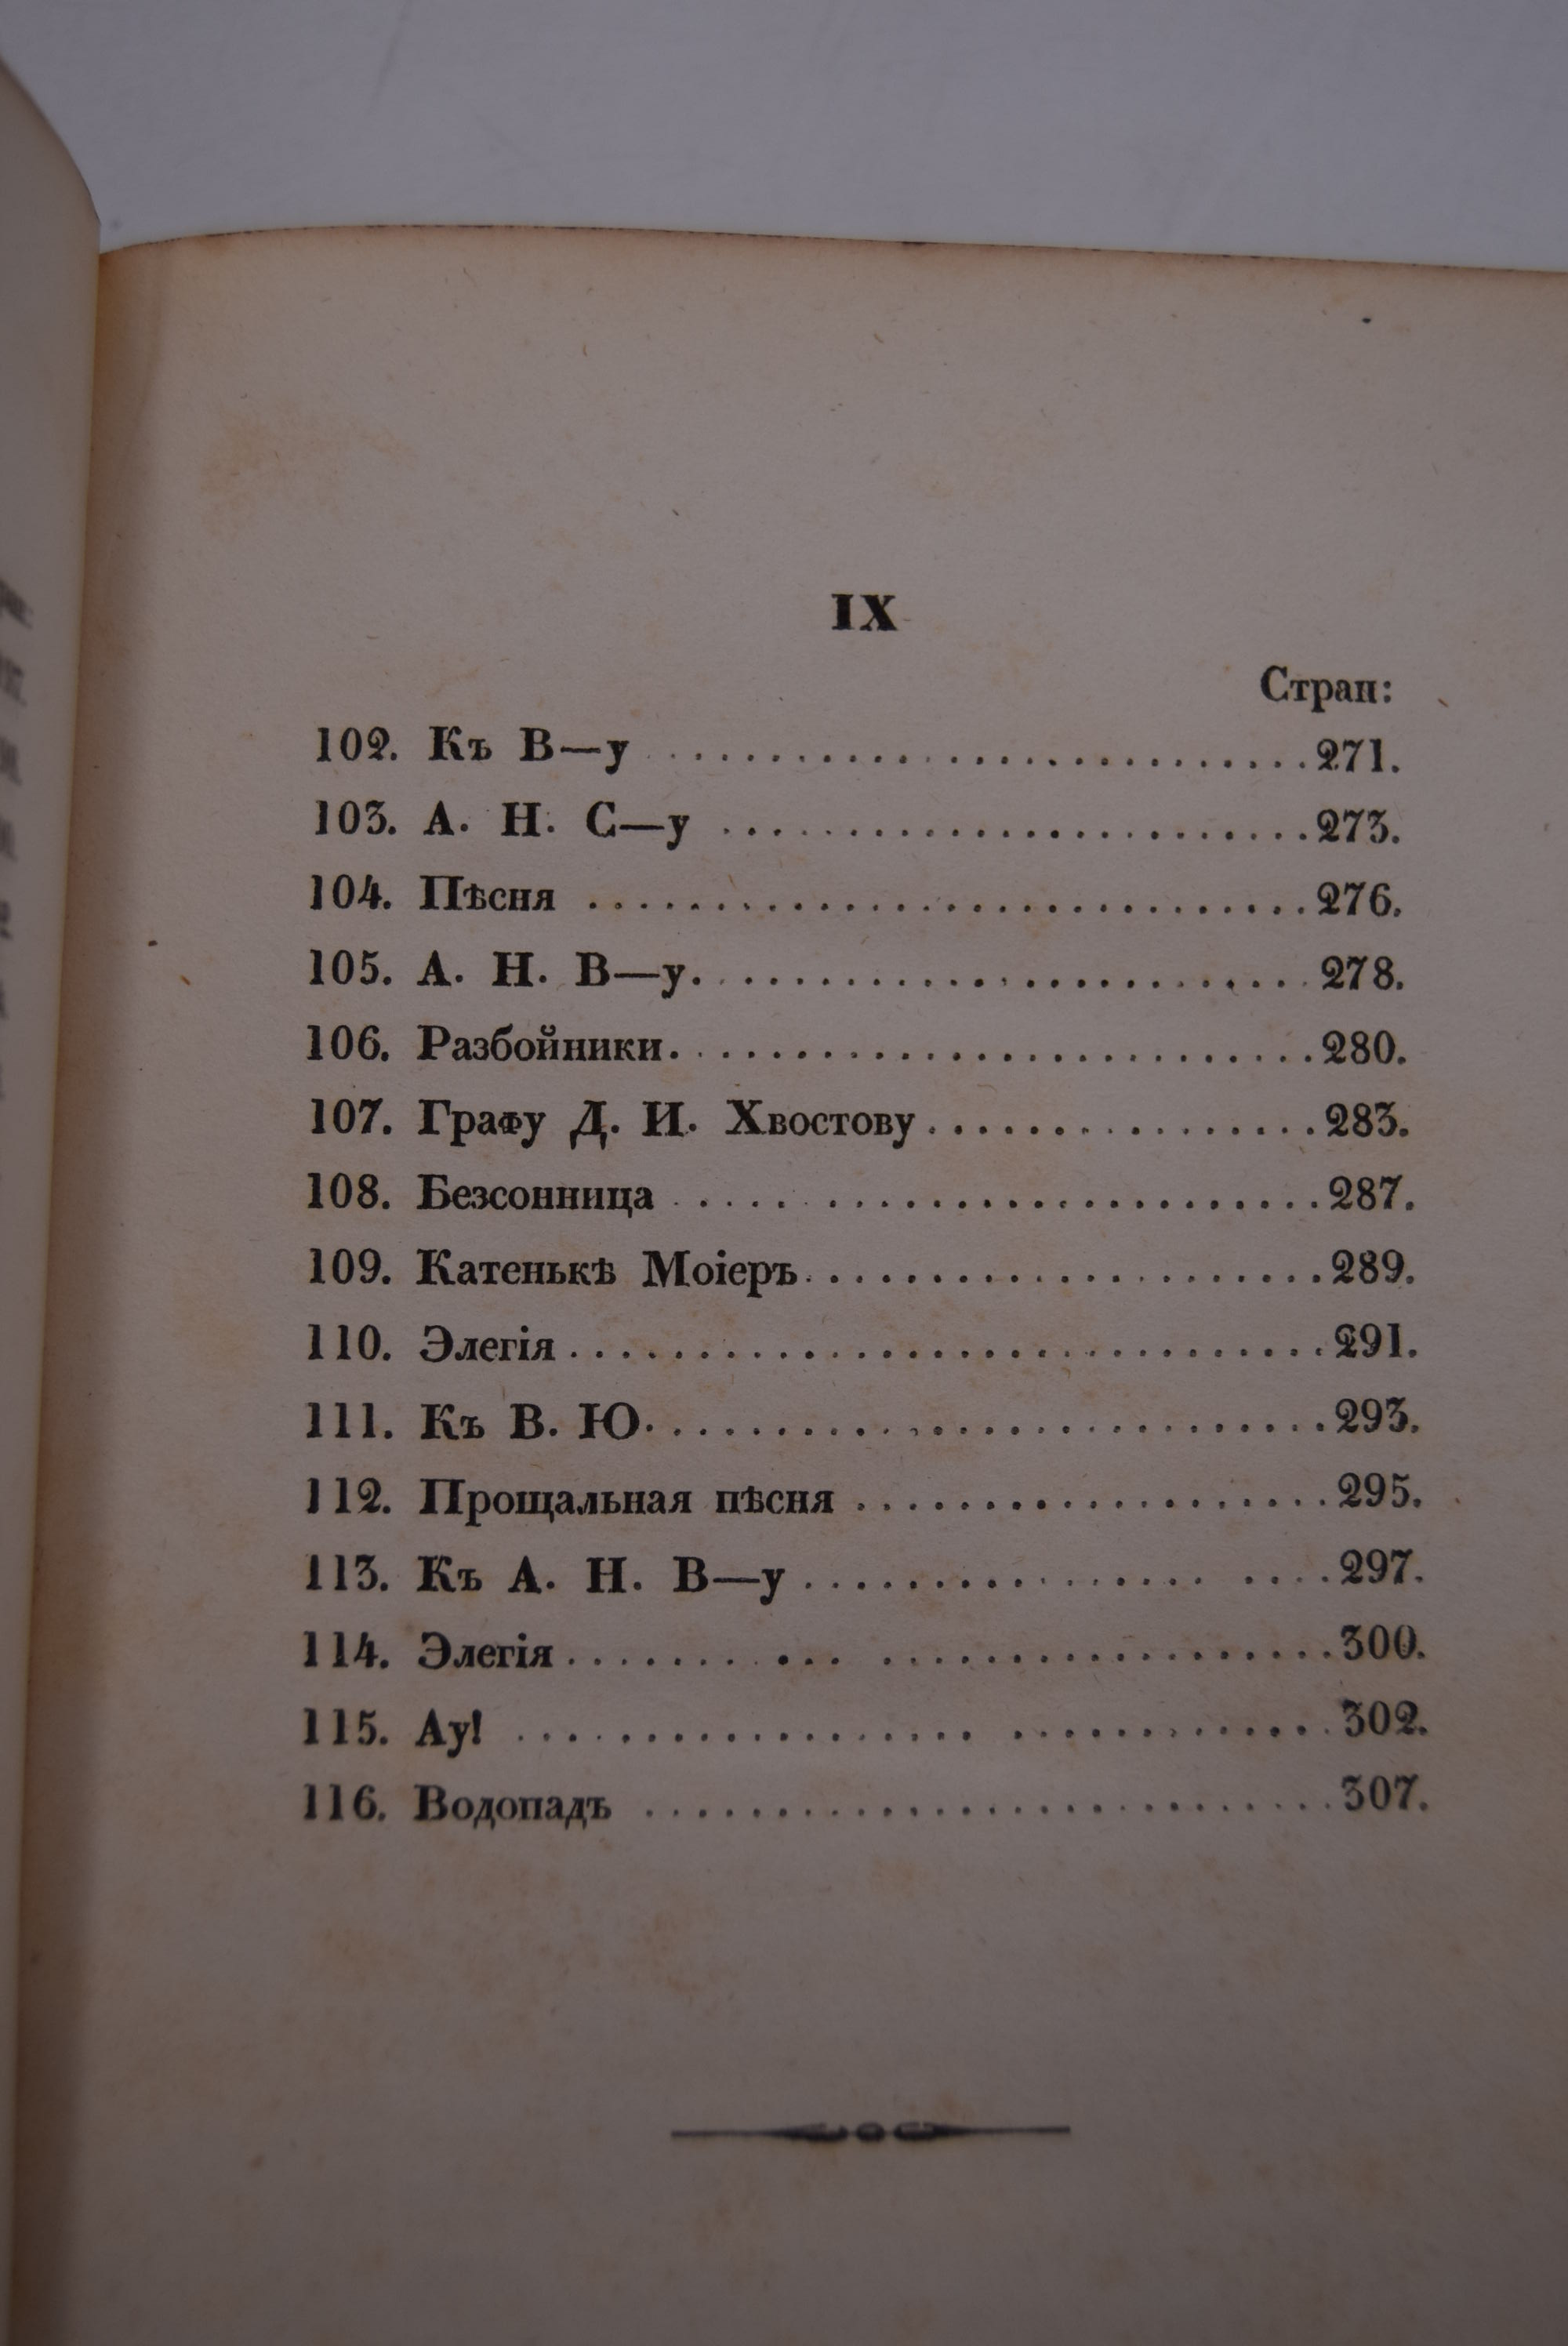 IX
Стран:
102. Къ В—у ..............................271.
103. А. Н. С—у .......................273.
104. Пѣсня .............................276.
105. А. Н. В—у.........................278.
106. Разбойники..........................280.
107. Графу Д. И. Хвостову................283.
108. Безсонница .........................287.
109. Катенькѣ Моіеръ.....................289.
110. Элегія..............................291.
111. Къ В. Ю...........................293.
112. Прощальная пѣсня ...................295.
113. Къ А. Н. В—у.................... 297.
114. Элегія..............................300.
115. Ау! ...............................302.
116. Водопадъ ...........................307.